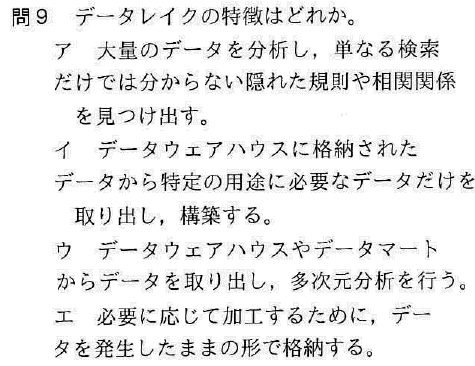 問9　データレイクの特徴はどれか。
ア　大量のデータを分析し，単なる検索
だけでは分からない隠れた規則や相関関係
を見つけ出す。
イ　データウェアハウスに格納された
データから特定の用途に必要なデータだけを
取り出し，構築する。
ウ　データウェアハウスやデータマート
からデータを取り出し，多次元分析を行う。
エ　必要に応じて加工するために，デー
タを発生したままの形で格納する。